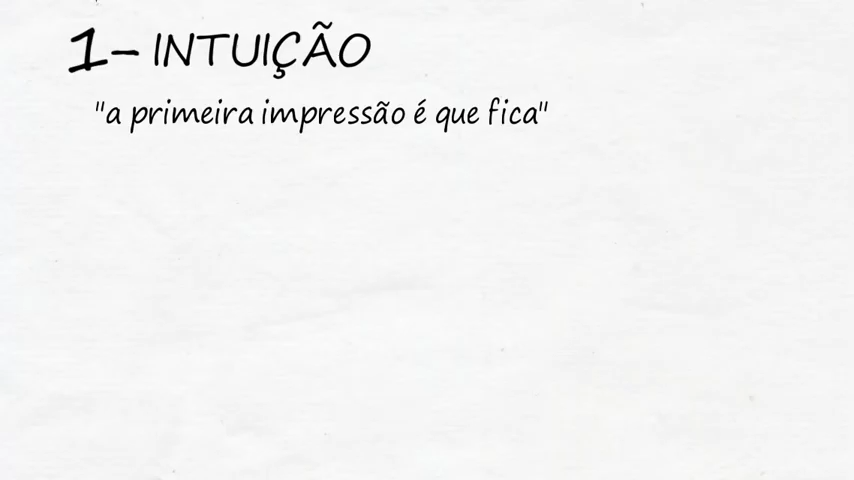 1- INTUIÇÃO
"a primeira impressão é que fica"